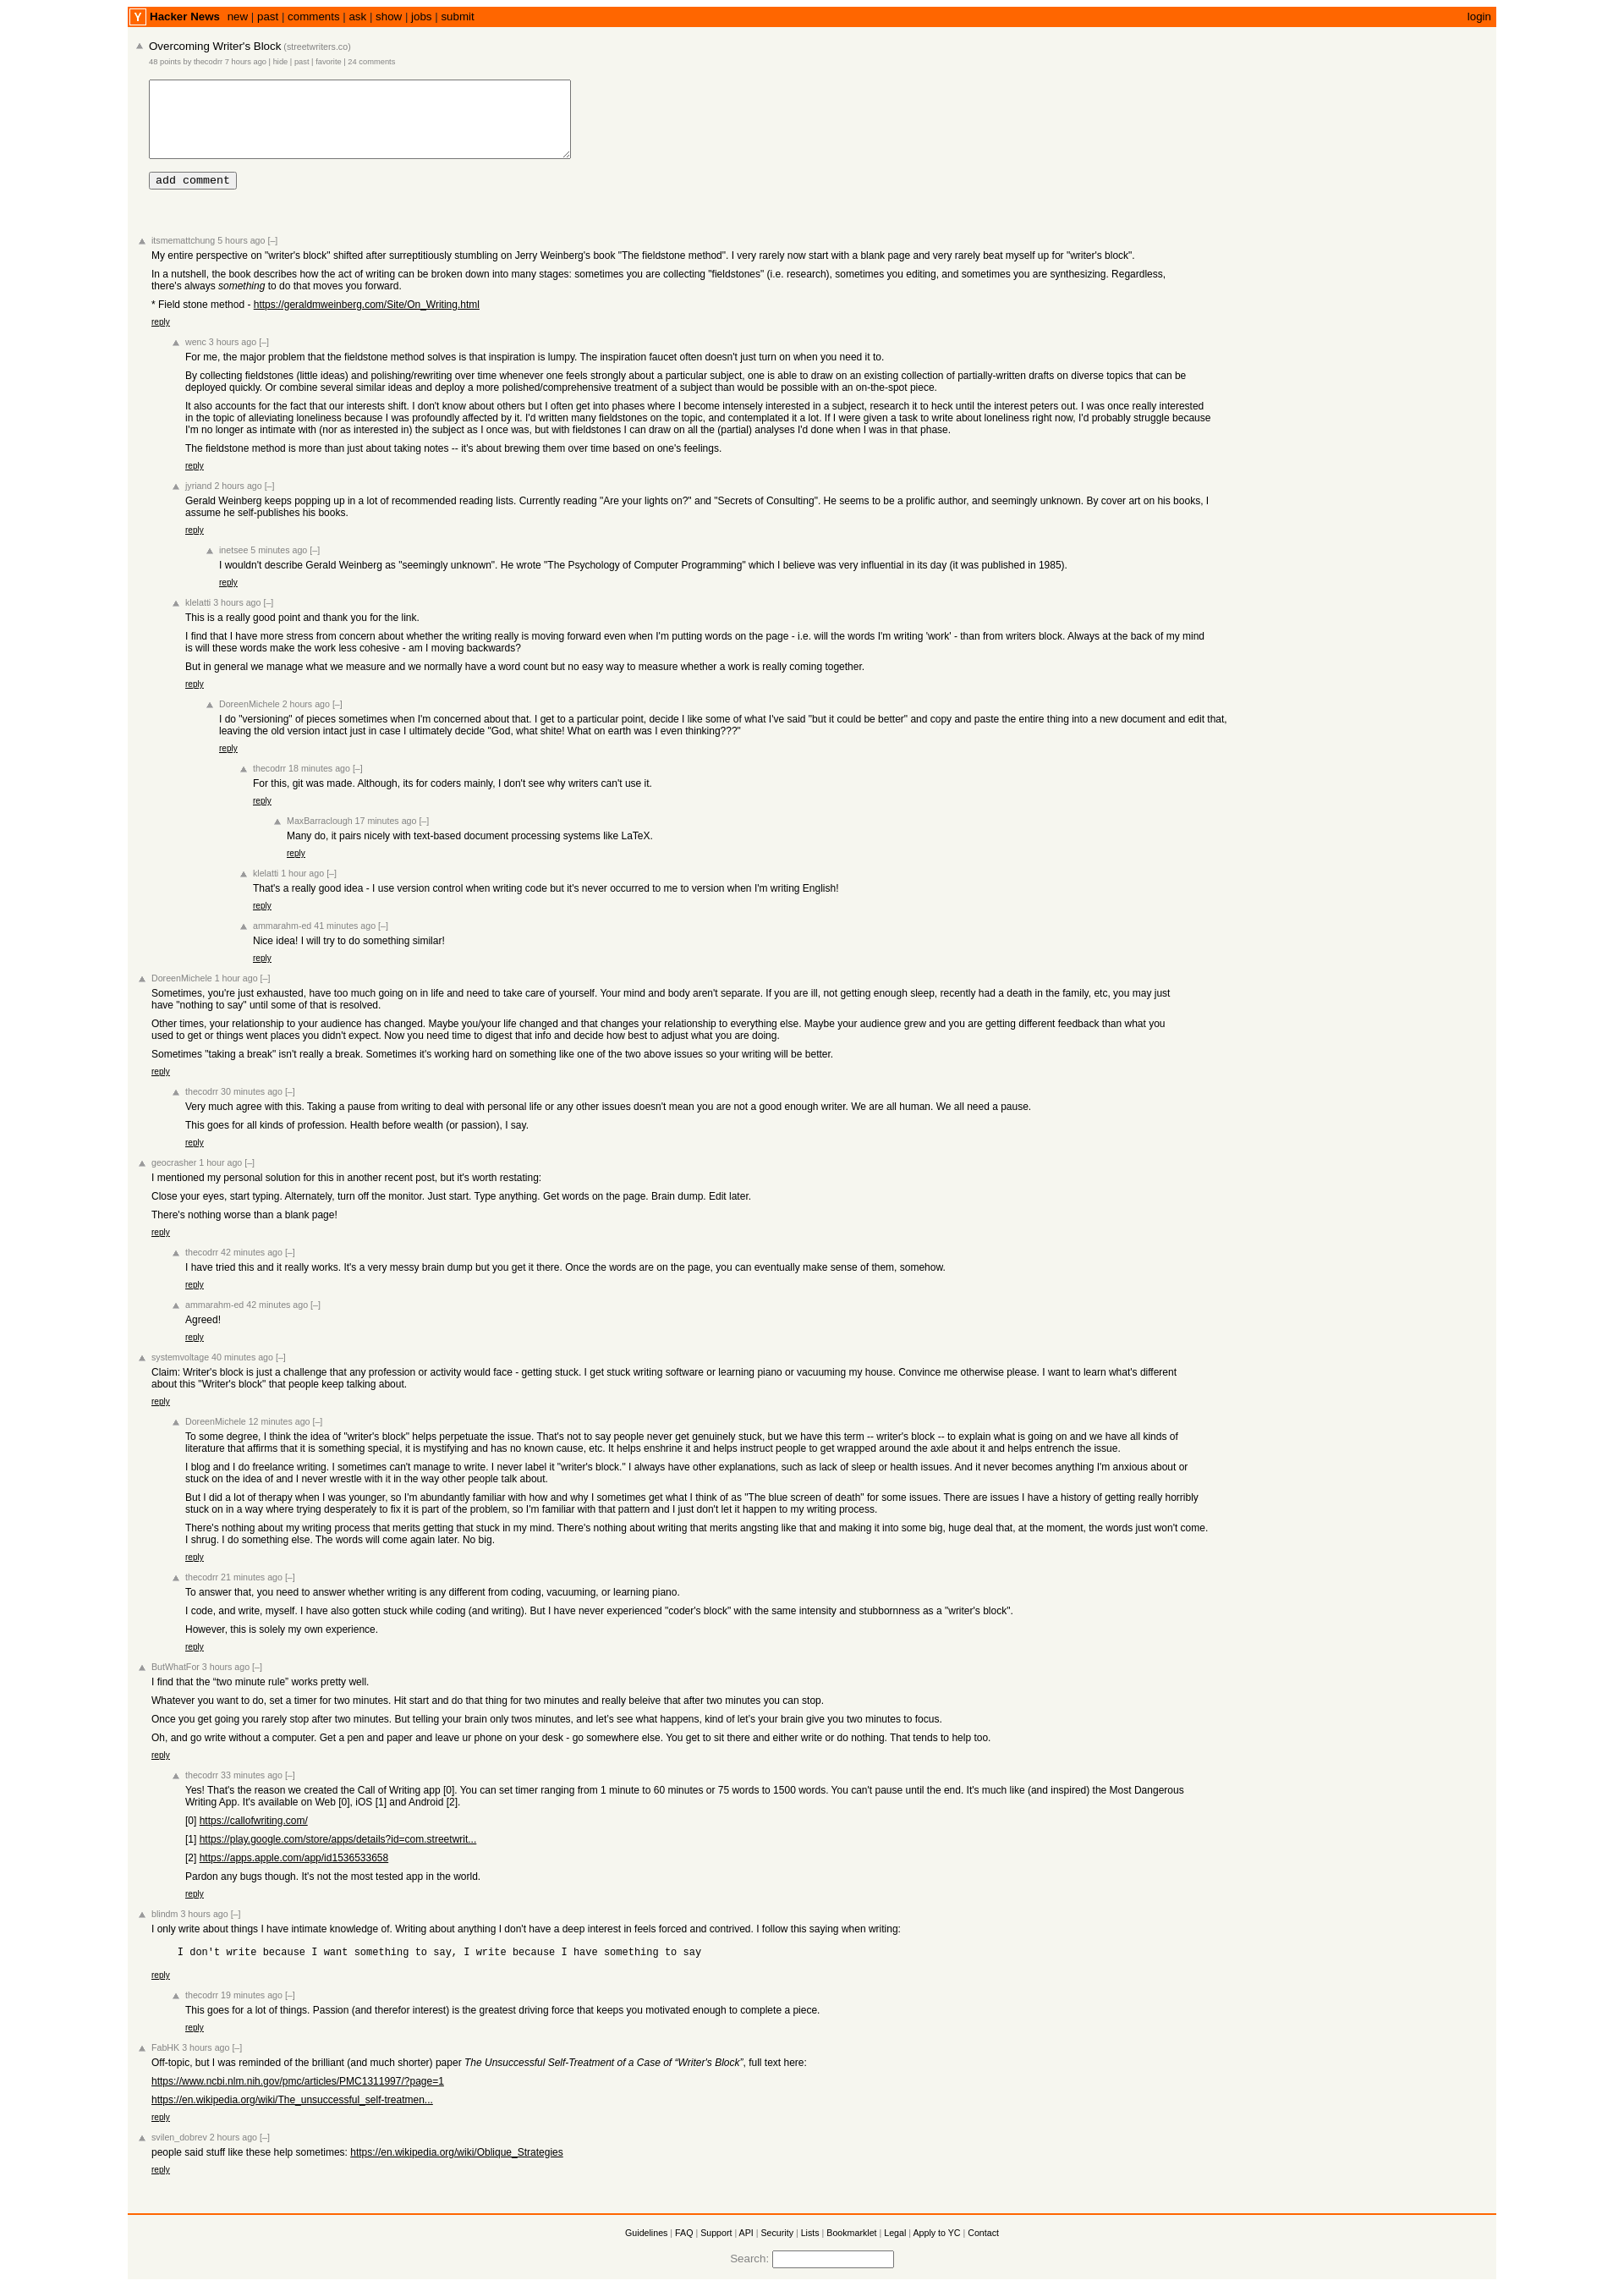 Y Hacker News new | past | comments | ask | show | jobs | submit login
Overcoming Writer's Block (streetwriters.co)
48 points by thecodrr 7 hours ago | hide | past | favorite | 24 comments
add comment
itsmemattchung 5 hours ago [–]
My entire perspective on "writer's block" shifted after surreptitiously stumbling on Jerry Weinberg's book "The fieldstone method". I very rarely now start with a blank page and very rarely beat myself up for "writer's block".
In a nutshell, the book describes how the act of writing can be broken down into many stages: sometimes you are collecting "fieldstones" (i.e. research), sometimes you editing, and sometimes you are synthesizing. Regardless,
there's always something to do that moves you forward.
* Field stone method - https://geraldmweinberg.com/Site/On_Writing.html
reply
wenc 3 hours ago [–]
For me, the major problem that the fieldstone method solves is that inspiration is lumpy. The inspiration faucet often doesn't just turn on when you need it to.
By collecting fieldstones (little ideas) and polishing/rewriting over time whenever one feels strongly about a particular subject, one is able to draw on an existing collection of partially-written drafts on diverse topics that can be
deployed quickly. Or combine several similar ideas and deploy a more polished/comprehensive treatment of a subject than would be possible with an on-the-spot piece.
It also accounts for the fact that our interests shift. I don't know about others but I often get into phases where I become intensely interested in a subject, research it to heck until the interest peters out. I was once really interested
in the topic of alleviating loneliness because I was profoundly affected by it. I'd written many fieldstones on the topic, and contemplated it a lot. If I were given a task to write about loneliness right now, I'd probably struggle because
I'm no longer as intimate with (nor as interested in) the subject as I once was, but with fieldstones I can draw on all the (partial) analyses I'd done when I was in that phase.
The fieldstone method is more than just about taking notes -- it's about brewing them over time based on one's feelings.
reply
jyriand 2 hours ago [–]
Gerald Weinberg keeps popping up in a lot of recommended reading lists. Currently reading "Are your lights on?" and "Secrets of Consulting". He seems to be a prolific author, and seemingly unknown. By cover art on his books, I
assume he self-publishes his books.
reply
inetsee 5 minutes ago [–]
I wouldn't describe Gerald Weinberg as "seemingly unknown". He wrote "The Psychology of Computer Programming" which I believe was very influential in its day (it was published in 1985).
reply
klelatti 3 hours ago [–]
This is a really good point and thank you for the link.
I find that I have more stress from concern about whether the writing really is moving forward even when I'm putting words on the page - i.e. will the words I'm writing 'work' - than from writers block. Always at the back of my mind
is will these words make the work less cohesive - am I moving backwards?
But in general we manage what we measure and we normally have a word count but no easy way to measure whether a work is really coming together.
reply
DoreenMichele 2 hours ago [–]
I do "versioning" of pieces sometimes when I'm concerned about that. I get to a particular point, decide I like some of what I've said "but it could be better" and copy and paste the entire thing into a new document and edit that,
leaving the old version intact just in case I ultimately decide "God, what shite! What on earth was I even thinking???"
reply
thecodrr 18 minutes ago [–]
For this, git was made. Although, its for coders mainly, I don't see why writers can't use it.
reply
MaxBarraclough 17 minutes ago [–]
Many do, it pairs nicely with text-based document processing systems like LaTeX.
reply
klelatti 1 hour ago [–]
That's a really good idea - I use version control when writing code but it's never occurred to me to version when I'm writing English!
reply
ammarahm-ed 41 minutes ago [–]
Nice idea! I will try to do something similar!
reply
DoreenMichele 1 hour ago [–]
Sometimes, you're just exhausted, have too much going on in life and need to take care of yourself. Your mind and body aren't separate. If you are ill, not getting enough sleep, recently had a death in the family, etc, you may just
have "nothing to say" until some of that is resolved.
Other times, your relationship to your audience has changed. Maybe you/your life changed and that changes your relationship to everything else. Maybe your audience grew and you are getting different feedback than what you
used to get or things went places you didn't expect. Now you need time to digest that info and decide how best to adjust what you are doing.
Sometimes "taking a break" isn't really a break. Sometimes it's working hard on something like one of the two above issues so your writing will be better.
reply
thecodrr 30 minutes ago [–]
Very much agree with this. Taking a pause from writing to deal with personal life or any other issues doesn't mean you are not a good enough writer. We are all human. We all need a pause.
This goes for all kinds of profession. Health before wealth (or passion), I say.
reply
geocrasher 1 hour ago [–]
I mentioned my personal solution for this in another recent post, but it's worth restating:
Close your eyes, start typing. Alternately, turn off the monitor. Just start. Type anything. Get words on the page. Brain dump. Edit later.
There's nothing worse than a blank page!
reply
thecodrr 42 minutes ago [–]
I have tried this and it really works. It's a very messy brain dump but you get it there. Once the words are on the page, you can eventually make sense of them, somehow.
reply
ammarahm-ed 42 minutes ago [–]
Agreed!
reply
systemvoltage 40 minutes ago [–]
Claim: Writer's block is just a challenge that any profession or activity would face - getting stuck. I get stuck writing software or learning piano or vacuuming my house. Convince me otherwise please. I want to learn what's different
about this "Writer's block" that people keep talking about.
reply
DoreenMichele 12 minutes ago [–]
To some degree, I think the idea of "writer's block" helps perpetuate the issue. That's not to say people never get genuinely stuck, but we have this term -- writer's block -- to explain what is going on and we have all kinds of
literature that affirms that it is something special, it is mystifying and has no known cause, etc. It helps enshrine it and helps instruct people to get wrapped around the axle about it and helps entrench the issue.
I blog and I do freelance writing. I sometimes can't manage to write. I never label it "writer's block." I always have other explanations, such as lack of sleep or health issues. And it never becomes anything I'm anxious about or
stuck on the idea of and I never wrestle with it in the way other people talk about.
But I did a lot of therapy when I was younger, so I'm abundantly familiar with how and why I sometimes get what I think of as "The blue screen of death" for some issues. There are issues I have a history of getting really horribly
stuck on in a way where trying desperately to fix it is part of the problem, so I'm familiar with that pattern and I just don't let it happen to my writing process.
There's nothing about my writing process that merits getting that stuck in my mind. There's nothing about writing that merits angsting like that and making it into some big, huge deal that, at the moment, the words just won't come.
I shrug. I do something else. The words will come again later. No big.
reply
thecodrr 21 minutes ago [–]
To answer that, you need to answer whether writing is any different from coding, vacuuming, or learning piano.
I code, and write, myself. I have also gotten stuck while coding (and writing). But I have never experienced "coder's block" with the same intensity and stubbornness as a "writer's block".
However, this is solely my own experience.
reply
ButWhatFor 3 hours ago [–]
I find that the “two minute rule” works pretty well.
Whatever you want to do, set a timer for two minutes. Hit start and do that thing for two minutes and really beleive that after two minutes you can stop.
Once you get going you rarely stop after two minutes. But telling your brain only twos minutes, and let’s see what happens, kind of let’s your brain give you two minutes to focus.
Oh, and go write without a computer. Get a pen and paper and leave ur phone on your desk - go somewhere else. You get to sit there and either write or do nothing. That tends to help too.
reply
thecodrr 33 minutes ago [–]
Yes! That's the reason we created the Call of Writing app [0]. You can set timer ranging from 1 minute to 60 minutes or 75 words to 1500 words. You can't pause until the end. It's much like (and inspired) the Most Dangerous
Writing App. It's available on Web [0], iOS [1] and Android [2].
[0] https://callofwriting.com/
[1] https://play.google.com/store/apps/details?id=com.streetwrit...
[2] https://apps.apple.com/app/id1536533658
Pardon any bugs though. It's not the most tested app in the world.
reply
blindm 3 hours ago [–]
I only write about things I have intimate knowledge of. Writing about anything I don't have a deep interest in feels forced and contrived. I follow this saying when writing:
I don't write because I want something to say, I write because I have something to say
reply
thecodrr 19 minutes ago [–]
This goes for a lot of things. Passion (and therefor interest) is the greatest driving force that keeps you motivated enough to complete a piece.
reply
FabHK 3 hours ago [–]
Off-topic, but I was reminded of the brilliant (and much shorter) paper The Unsuccessful Self-Treatment of a Case of “Writer's Block”, full text here:
https://www.ncbi.nlm.nih.gov/pmc/articles/PMC1311997/?page=1
https://en.wikipedia.org/wiki/The_unsuccessful_self-treatmen...
reply
svilen_dobrev 2 hours ago [–]
people said stuff like these help sometimes: https://en.wikipedia.org/wiki/Oblique_Strategies
reply
Guidelines | FAQ | Support | API | Security | Lists | Bookmarklet | Legal | Apply to YC | Contact
Search: